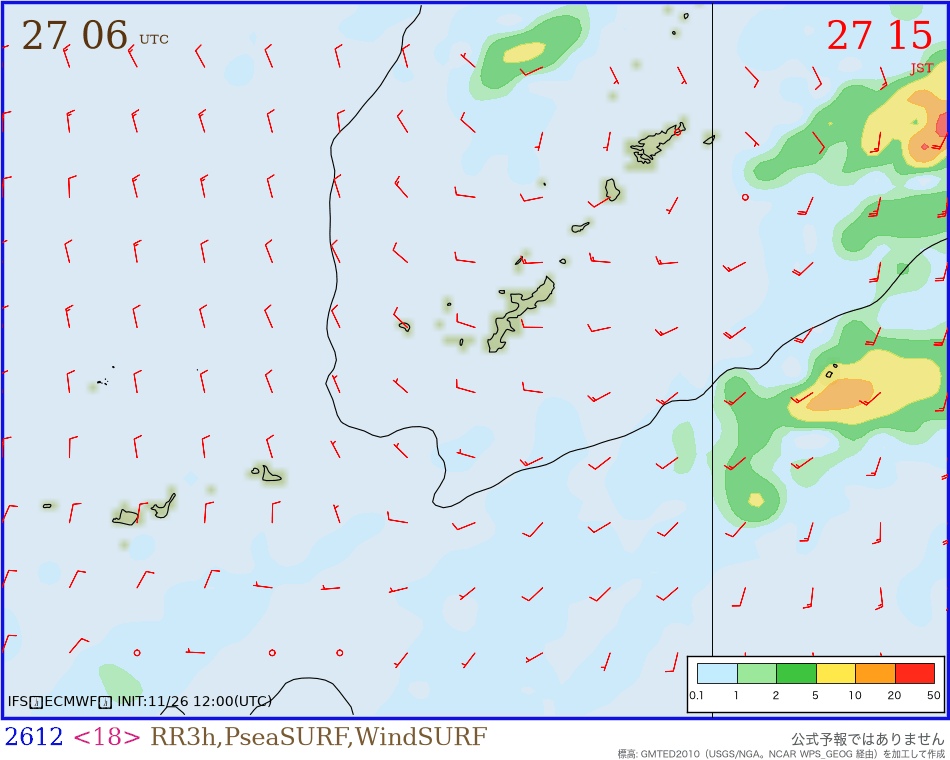 27 06 UTC
27 15
JST
0.1 1 2 5 10 20 50
IFS ECMWF INIT:11/26 12:00(UTC)
2612 <18> RR3h,PseaSURF,WindSURF
公式予報ではありません
標高: GMTED2010（USGS/NGA。NCAR WPS_GEOG 経由）を加工して作成